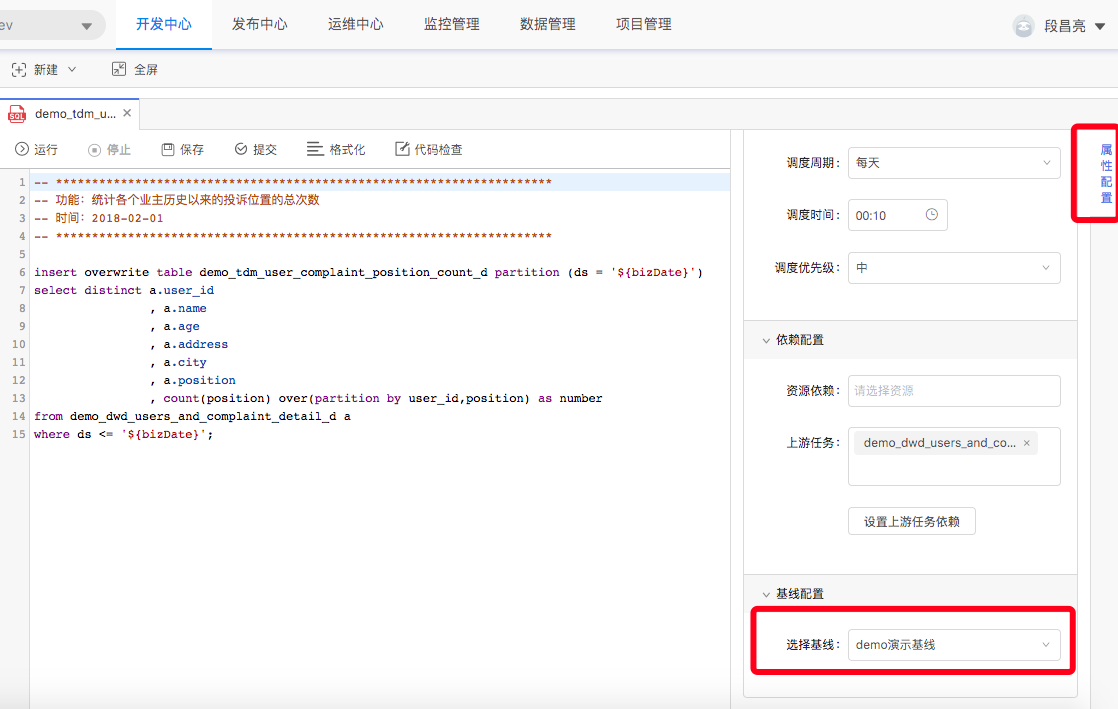 ev
开发中心 发布中心 运维中心 监控管理 数据管理 项目管理 段昌亮
新建 全屏
SQL demo_tdm_u... ×
运行 停止 保存 提交 格式化 代码检查
1 -- *********************************************************************
2 -- 功能：统计各个业主历史以来的投诉位置的总次数
3 -- 时间：2018-02-01
4 -- *********************************************************************
5
6 insert overwrite table demo_tdm_user_complaint_position_count_d partition (ds = '${bizDate}')
7 select distinct a.user_id
8 , a.name
9 , a.age
10 , a.address
11 , a.city
12 , a.position
13 , count(position) over(partition by user_id,position) as number
14 from demo_dwd_users_and_complaint_detail_d a
15 where ds <= '${bizDate}';
调度周期： 每天
调度时间： 00:10
调度优先级： 中
依赖配置
资源依赖： 请选择资源
上游任务： demo_dwd_users_and_co... ×
设置上游任务依赖
基线配置
选择基线： demo演示基线
属性配置